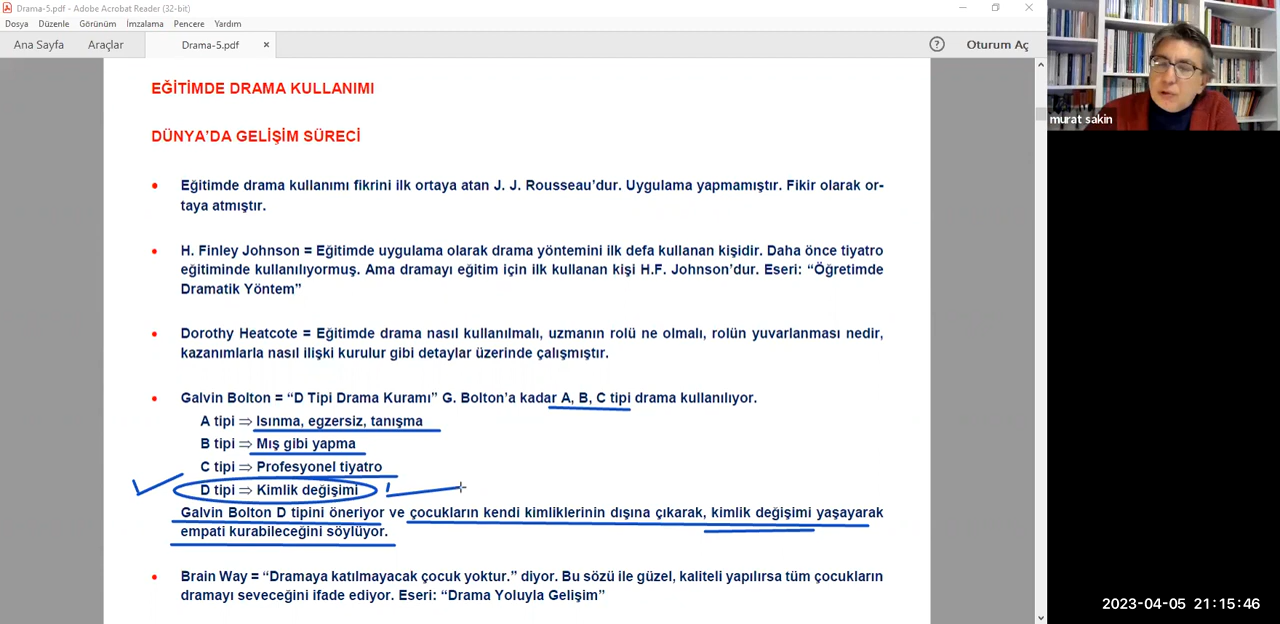 Drama-5.pdf - Adobe Acrobat Reader (32-bit)
Dosya Düzenle Görünüm İmzalama Pencere Yardım
Ana Sayfa Araçlar Drama-5.pdf × ? Oturum Aç
murat sakin
EĞİTİMDE DRAMA KULLANIMI
DÜNYA’DA GELİŞİM SÜRECİ
• Eğitimde drama kullanımı fikrini ilk ortaya atan J. J. Rousseau’dur. Uygulama yapmamıştır. Fikir olarak or-
taya atmıştır.
• H. Finley Johnson = Eğitimde uygulama olarak drama yöntemini ilk defa kullanan kişidir. Daha önce tiyatro
eğitiminde kullanılıyormuş. Ama dramayı eğitim için ilk kullanan kişi H.F. Johnson’dur. Eseri: “Öğretimde
Dramatik Yöntem”
• Dorothy Heatcote = Eğitimde drama nasıl kullanılmalı, uzmanın rolü ne olmalı, rolün yuvarlanması nedir,
kazanımlarla nasıl ilişki kurulur gibi detaylar üzerinde çalışmıştır.
• Galvin Bolton = “D Tipi Drama Kuramı” G. Bolton’a kadar A, B, C tipi drama kullanılıyor.
A tipi ⇒ Isınma, egzersiz, tanışma
B tipi ⇒ Mış gibi yapma
C tipi ⇒ Profesyonel tiyatro
D tipi ⇒ Kimlik değişimi
Galvin Bolton D tipini öneriyor ve çocukların kendi kimliklerinin dışına çıkarak, kimlik değişimi yaşayarak
empati kurabileceğini söylüyor.
• Brain Way = “Dramaya katılmayacak çocuk yoktur.” diyor. Bu sözü ile güzel, kaliteli yapılırsa tüm çocukların
dramayı seveceğini ifade ediyor. Eseri: “Drama Yoluyla Gelişim”
2023-04-05 21:15:46